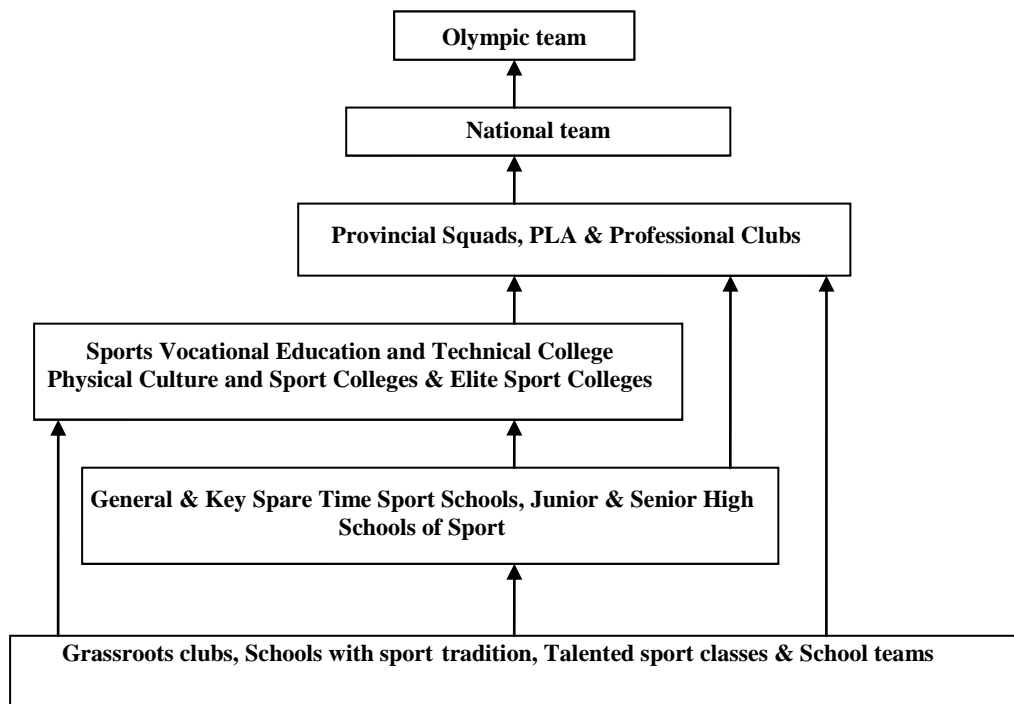 Olympic team
National team
Provincial Squads, PLA & Professional Clubs
Sports Vocational Education and Technical College
Physical Culture and Sport Colleges & Elite Sport Colleges
General & Key Spare Time Sport Schools, Junior & Senior High
Schools of Sport
Grassroots clubs, Schools with sport tradition, Talented sport classes & School teams